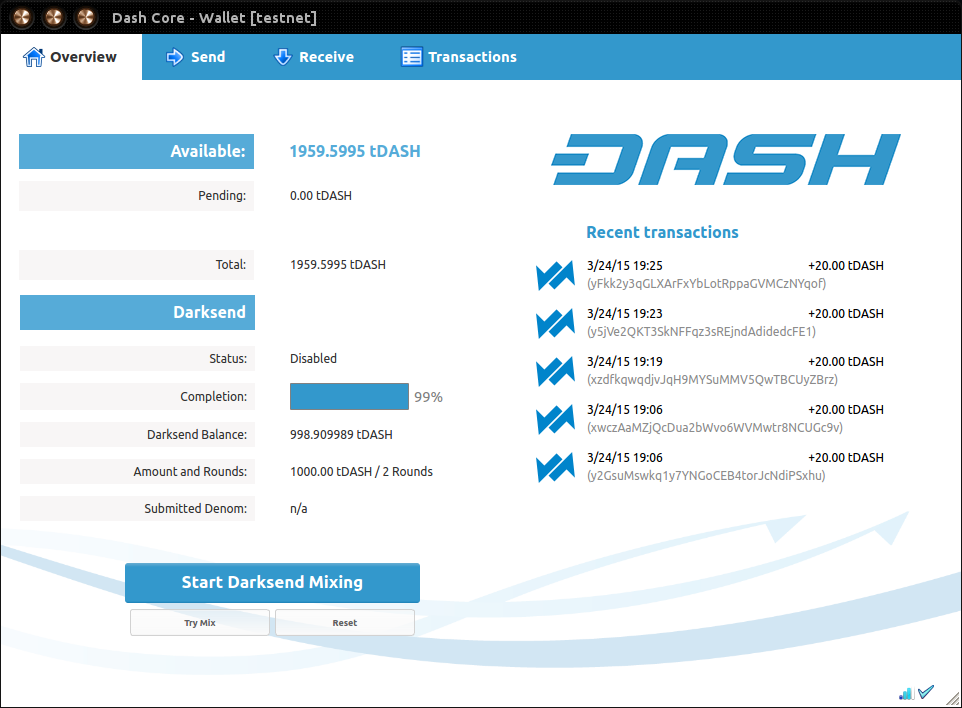 Dash Core - Wallet [testnet]
Overview
Send
Receive
Transactions
Available: 1959.5995 tDASH
Pending: 0.00 tDASH
Total: 1959.5995 tDASH
Darksend
Status: Disabled
Completion: 99%
Darksend Balance: 998.909989 tDASH
Amount and Rounds: 1000.00 tDASH / 2 Rounds
Submitted Denom: n/a
Start Darksend Mixing
Try Mix
Reset
DASH
Recent transactions
3/24/15 19:25 +20.00 tDASH
(yFkk2y3qGLXArFxYbLotRppaGVMCzNYqof)
3/24/15 19:23 +20.00 tDASH
(y5jVe2QKT3SkNFFqz3sREjndAdidedcFE1)
3/24/15 19:19 +20.00 tDASH
(xzdfkqwqdjvJqH9MYSuMMV5QwTBCUyZBrz)
3/24/15 19:06 +20.00 tDASH
(xwczAaMZjQcDua2bWvo6WVMwtr8NCUGc9v)
3/24/15 19:06 +20.00 tDASH
(y2GsuMswkq1y7YNGoCEB4torJcNdiPSxhu)